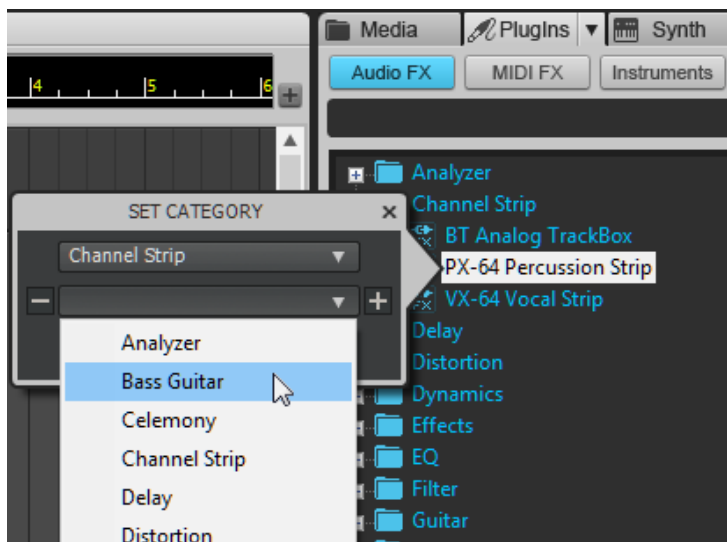 Media
PlugIns
Synth
Audio FX
MIDI FX
Instruments
4 5 6
Analyzer
Channel Strip
BT Analog TrackBox
PX-64 Percussion Strip
VX-64 Vocal Strip
Delay
Distortion
Dynamics
Effects
EQ
Filter
Guitar
SET CATEGORY
Channel Strip
Analyzer
Bass Guitar
Celemony
Channel Strip
Delay
Distortion